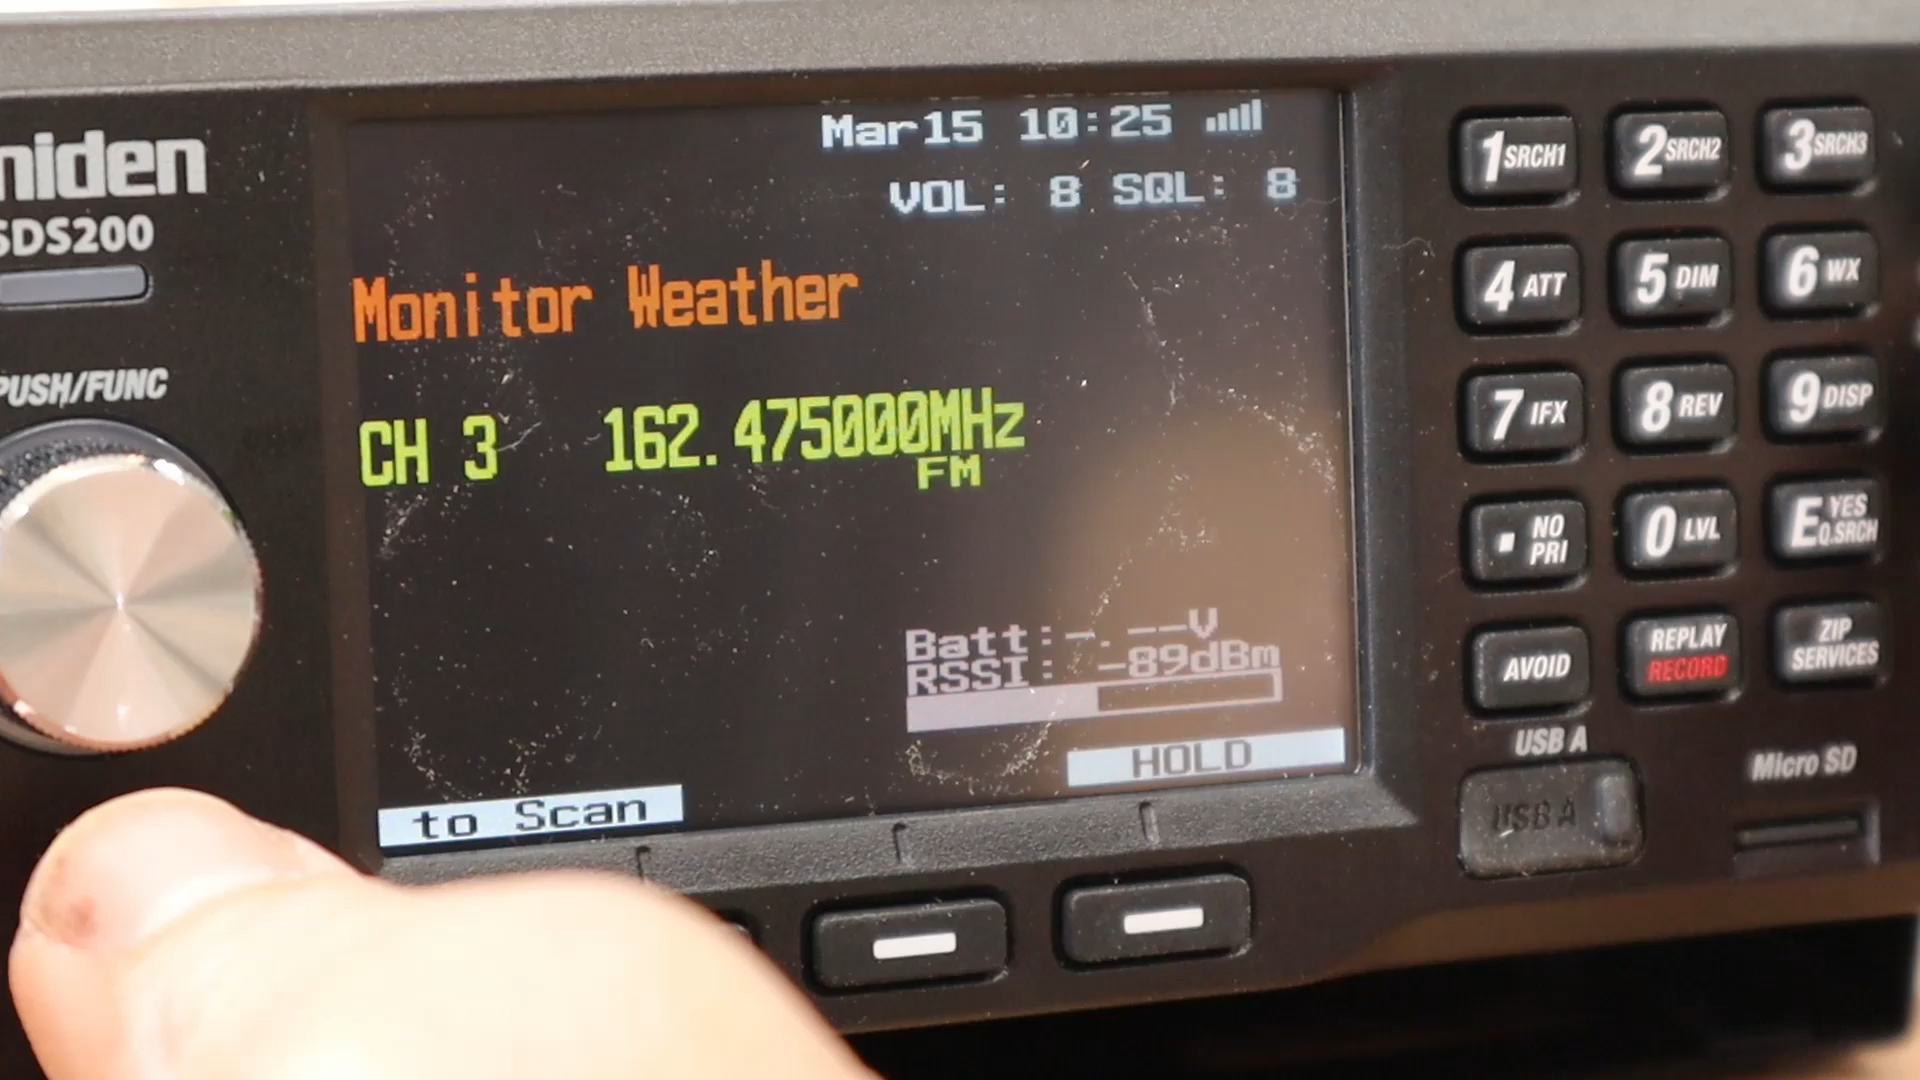 niden
SDS200
PUSH/FUNC
Mar15 10:25
VOL: 8 SQL: 8
Monitor Weather
CH 3 162.475000MHz
FM
Batt:-.--V
RSSI: -89dBm
HOLD
to Scan
1 SRCH1 2 SRCH2 3 SRCH3
4 ATT 5 DIM 6 WX
7 IFX 8 REV 9 DISP
. NO PRI 0 LVL E YES Q.SRCH
AVOID REPLAY RECORD ZIP SERVICES
USB A
USB A
Micro SD